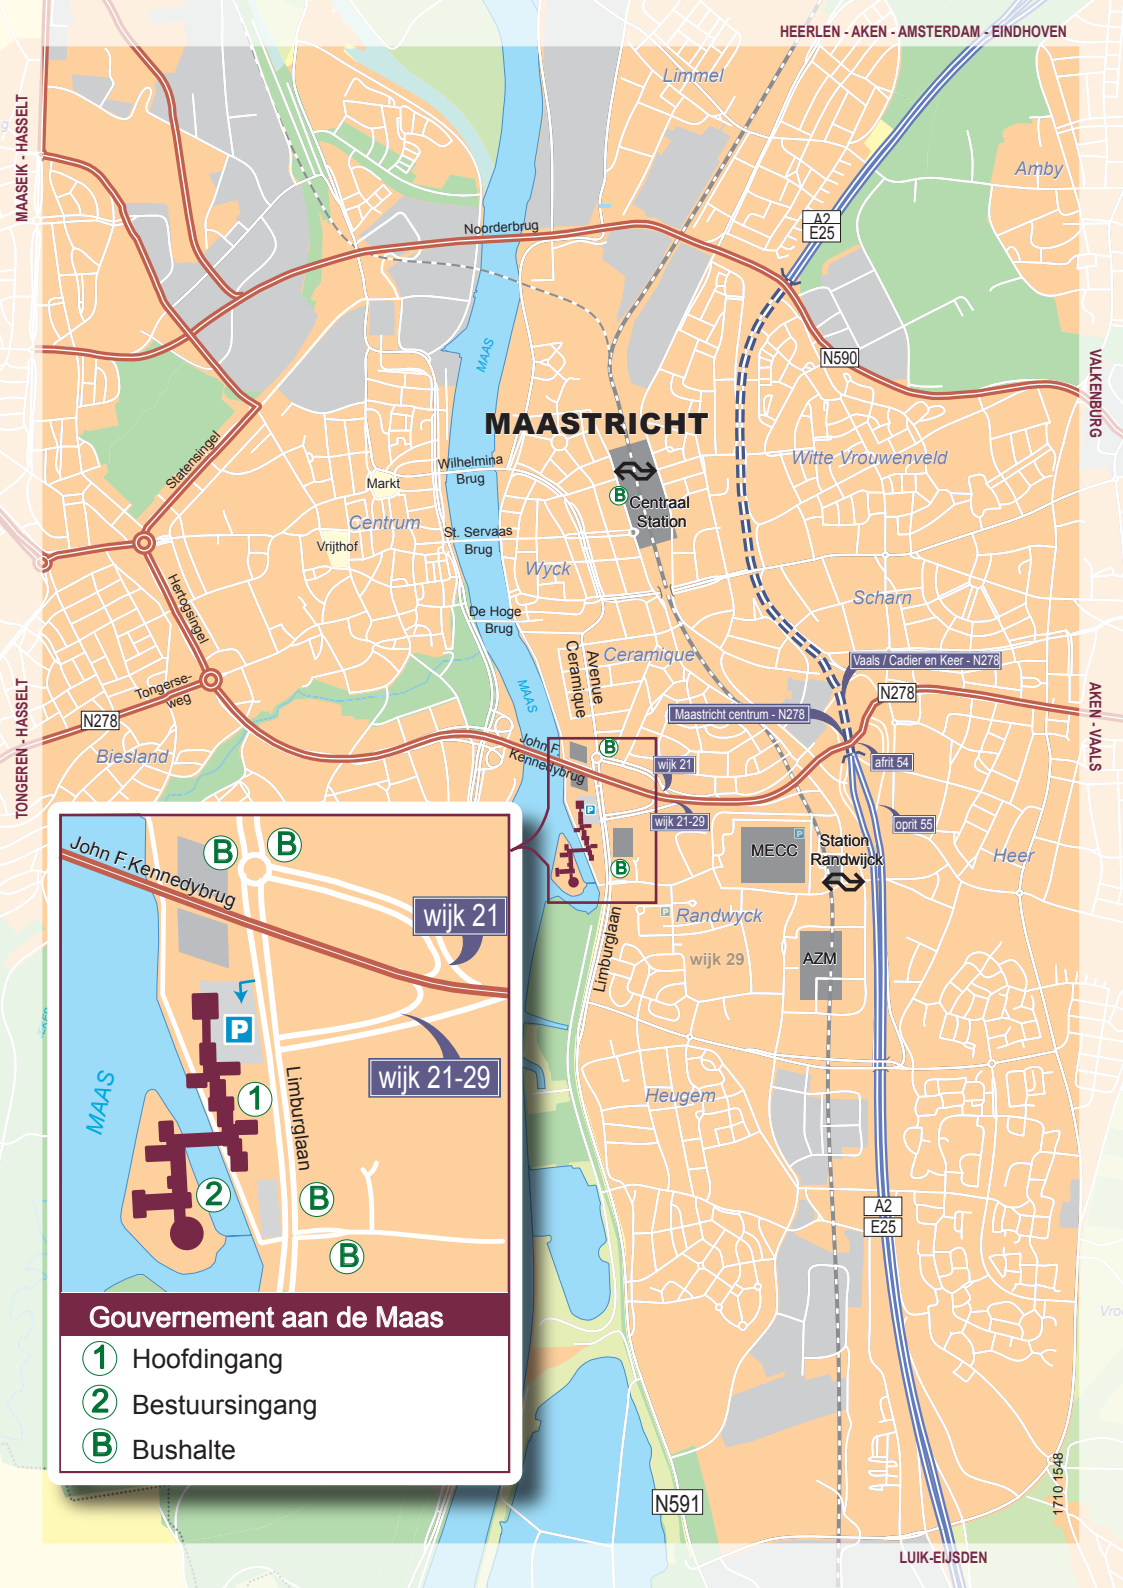 HEERLEN - AKEN - AMSTERDAM - EINDHOVEN
Limmel
MAASEIK - HASSELT
Amby
A2
E25
Noorderbrug
MAAS
N590
VALKENBURG
MAASTRICHT
Statensingel
Wilhelmina
Brug
Witte Vrouwenveld
Markt
B
Centraal
Station
Centrum
St. Servaas
Brug
Vrijthof
Wyck
Hertogsingel
Scharn
De Hoge
Brug
Avenue
Ceramique
Ceramique
Vaals / Cadier en Keer - N278
TONGEREN - HASSELT
Tongerse-
weg
N278
MAAS
N278
AKEN - VAALS
Maastricht centrum - N278
Biesland
John F.
Kennedybrug
B
wijk 21
afrit 54
P
wijk 21-29
oprit 55
MECC
P
Station
Randwijck
Heer
B
P
Randwyck
Limburglaan
wijk 29
AZM
John F.Kennedybrug
B
B
wijk 21
P
wijk 21-29
MAAS
1
Limburglaan
2
B
B
Heugem
A2
E25
Gouvernement aan de Maas
1 Hoofdingang
2 Bestuursingang
B Bushalte
N591
1710 1548
LUIK-EIJSDEN